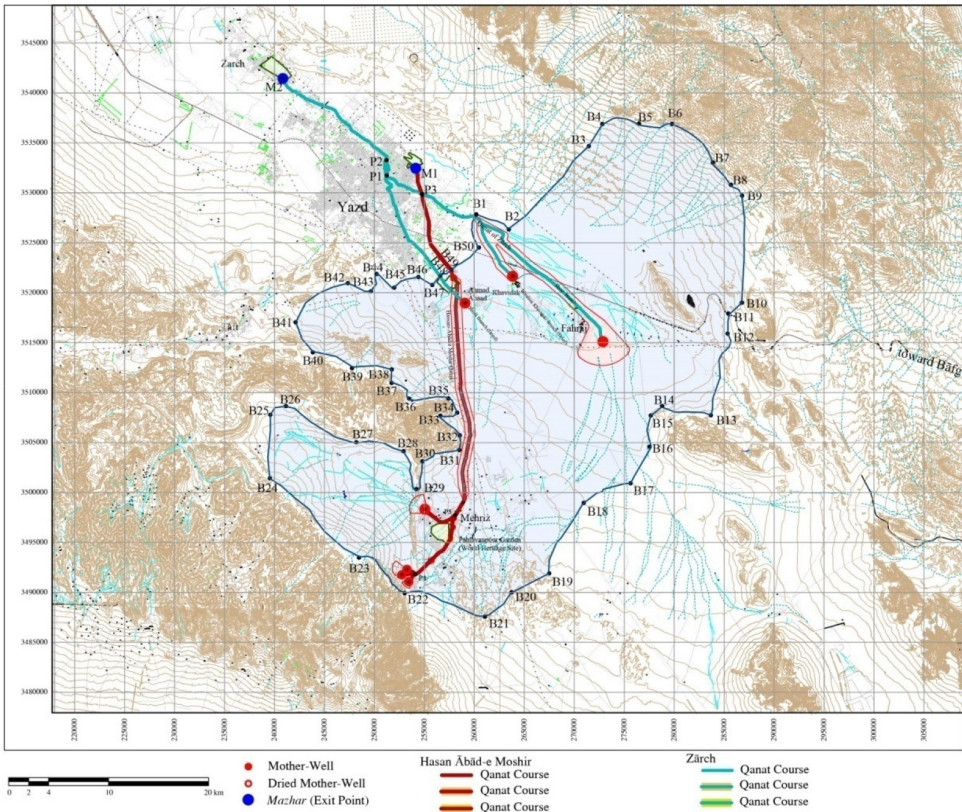 3545000
3540000
3535000
3530000
3525000
3520000
3515000
3510000
3505000
3500000
3495000
3490000
3485000
3480000
Zarch
M2
P2
P1
M1
P3
Yazd
B1
B2
B3
B4
B5
B6
B7
B8
B9
B10
B11
B12
B13
B14
B15
B16
B17
B18
B19
B20
B21
B22
B23
B24
B25
B26
B27
B28
B29
B30
B31
B32
B33
B34
B35
B36
B37
B38
B39
B40
B41
B42
B43
B44
B45
B46
B47
B49
B50
Fahraj
toward Bāfg
Mehriz
(World Heritage Site)
220000
225000
230000
235000
240000
245000
250000
255000
260000
265000
270000
275000
280000
285000
290000
295000
300000
305000
0 2 4 10 20 km
Mother-Well
Dried Mother-Well
Mazhar (Exit Point)
Hasan Ābād-e Moshir
Qanat Course
Qanat Course
Qanat Course
Zārch
Qanat Course
Qanat Course
Qanat Course